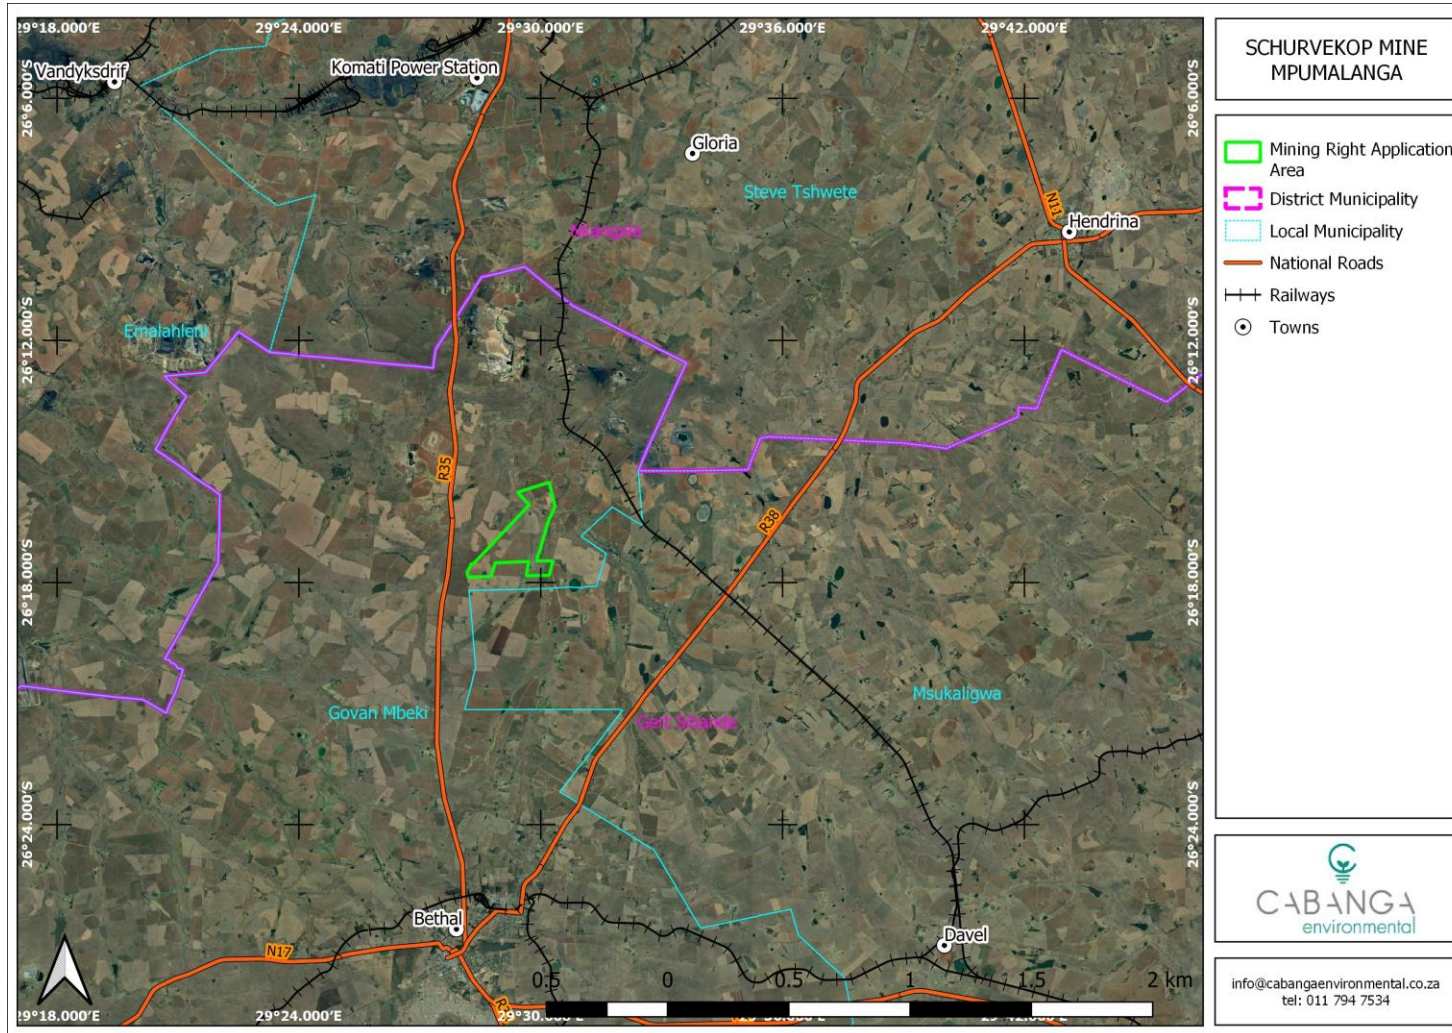 29°18.000'E
29°24.000'E
29°30.000'E
29°36.000'E
29°42.000'E
SCHURVEKOP MINE
MPUMALANGA
Vandyksdrif
Komati Power Station
26°6.000'S
26°6.000'S
Gloria
Steve Tshwete
Mining Right Application
Area
District Municipality
Local Municipality
National Roads
Railways
Towns
N11
Hendrina
Nkangala
Emalahleni
26°12.000'S
26°12.000'S
R35
R38
26°18.000'S
26°18.000'S
Govan Mbeki
Gert Sibande
Msukaligwa
26°24.000'S
26°24.000'S
CABANGA
environmental
Bethal
Davel
N17
0.5
0
0.5
1
1.5
2 km
info@cabangaenvironmental.co.za
tel: 011 794 7534
29°18.000'E
29°24.000'E
29°30.000'E